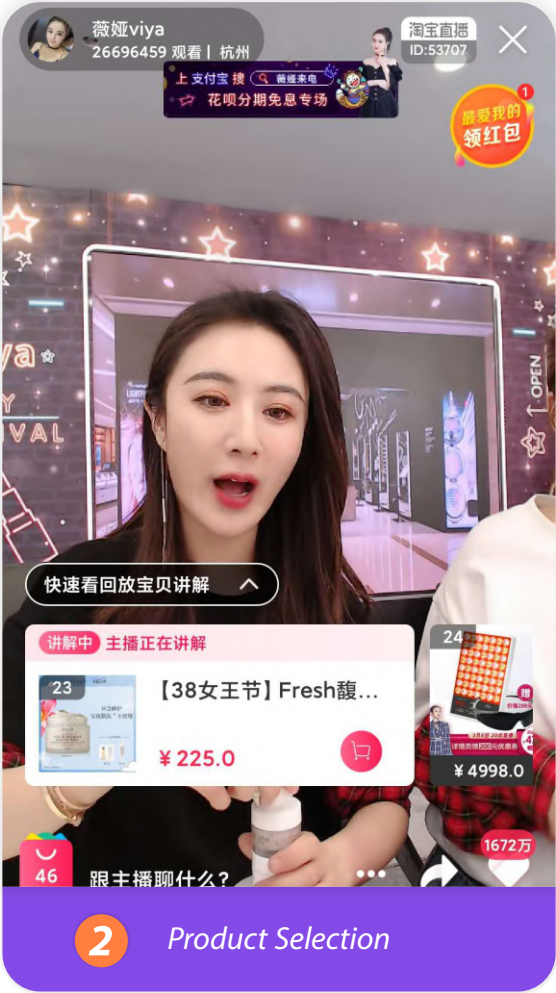 薇娅viya
26696459 观看 | 杭州
淘宝直播
ID:53707
上 支付宝 搜 薇娅来电
花呗分期免息专场
1
最爱我的
领红包
ya
Y
IVAL
OPEN
快速看回放宝贝讲解
讲解中 主播正在讲解
23
【38女王节】Fresh馥...
¥225.0
24
赠
¥4998.0
46
跟主播聊什么?
1672万
2 Product Selection